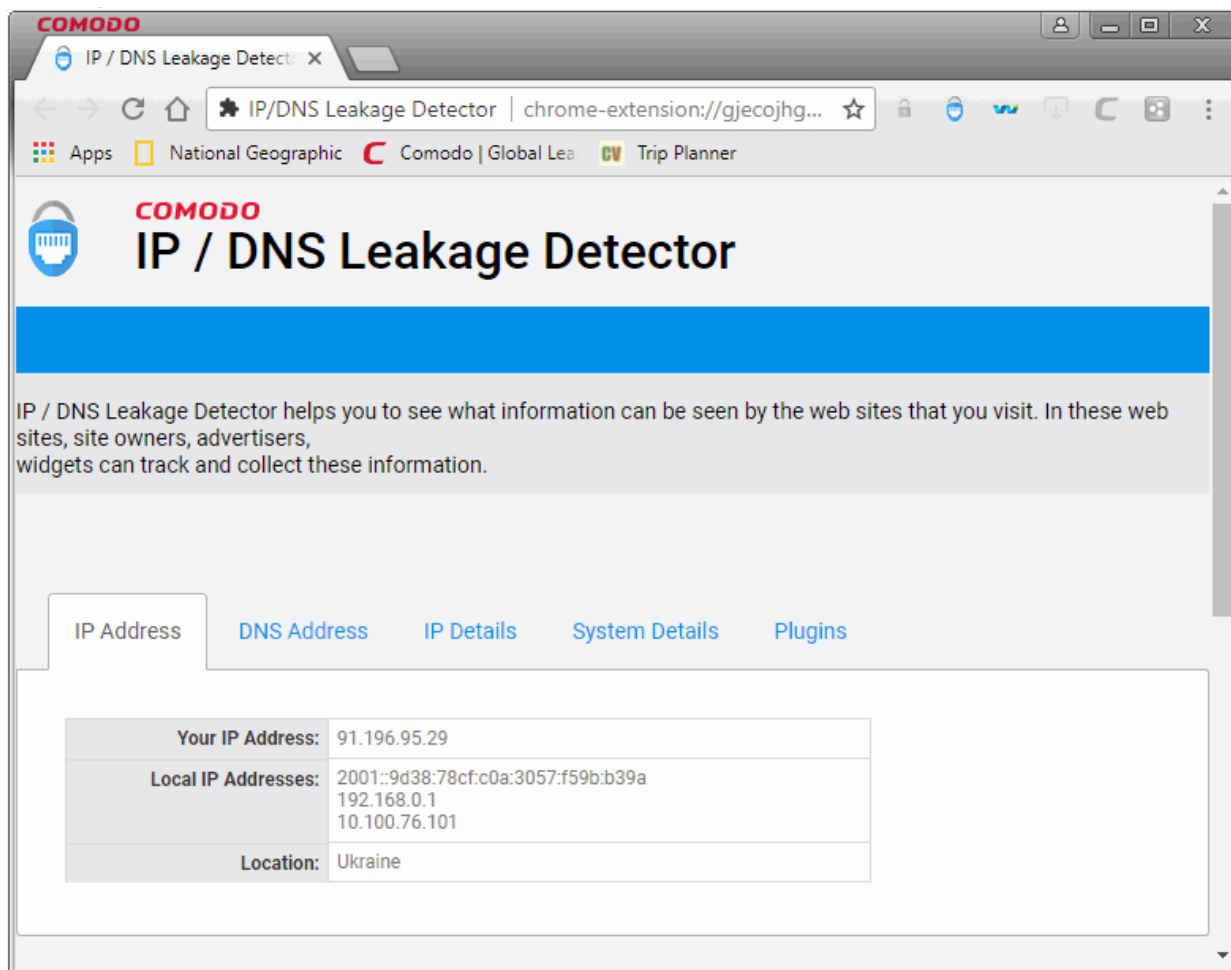 COMODO
IP / DNS Leakage Detect
IP/DNS Leakage Detector | chrome-extension://gjecojhg...
Apps National Geographic Comodo | Global Lea CV Trip Planner
COMODO
IP / DNS Leakage Detector
IP / DNS Leakage Detector helps you to see what information can be seen by the web sites that you visit. In these web
sites, site owners, advertisers,
widgets can track and collect these information.
IP Address DNS Address IP Details System Details Plugins
Your IP Address: 91.196.95.29
Local IP Addresses: 2001::9d38:78cf:c0a:3057:f59b:b39a
192.168.0.1
10.100.76.101
Location: Ukraine